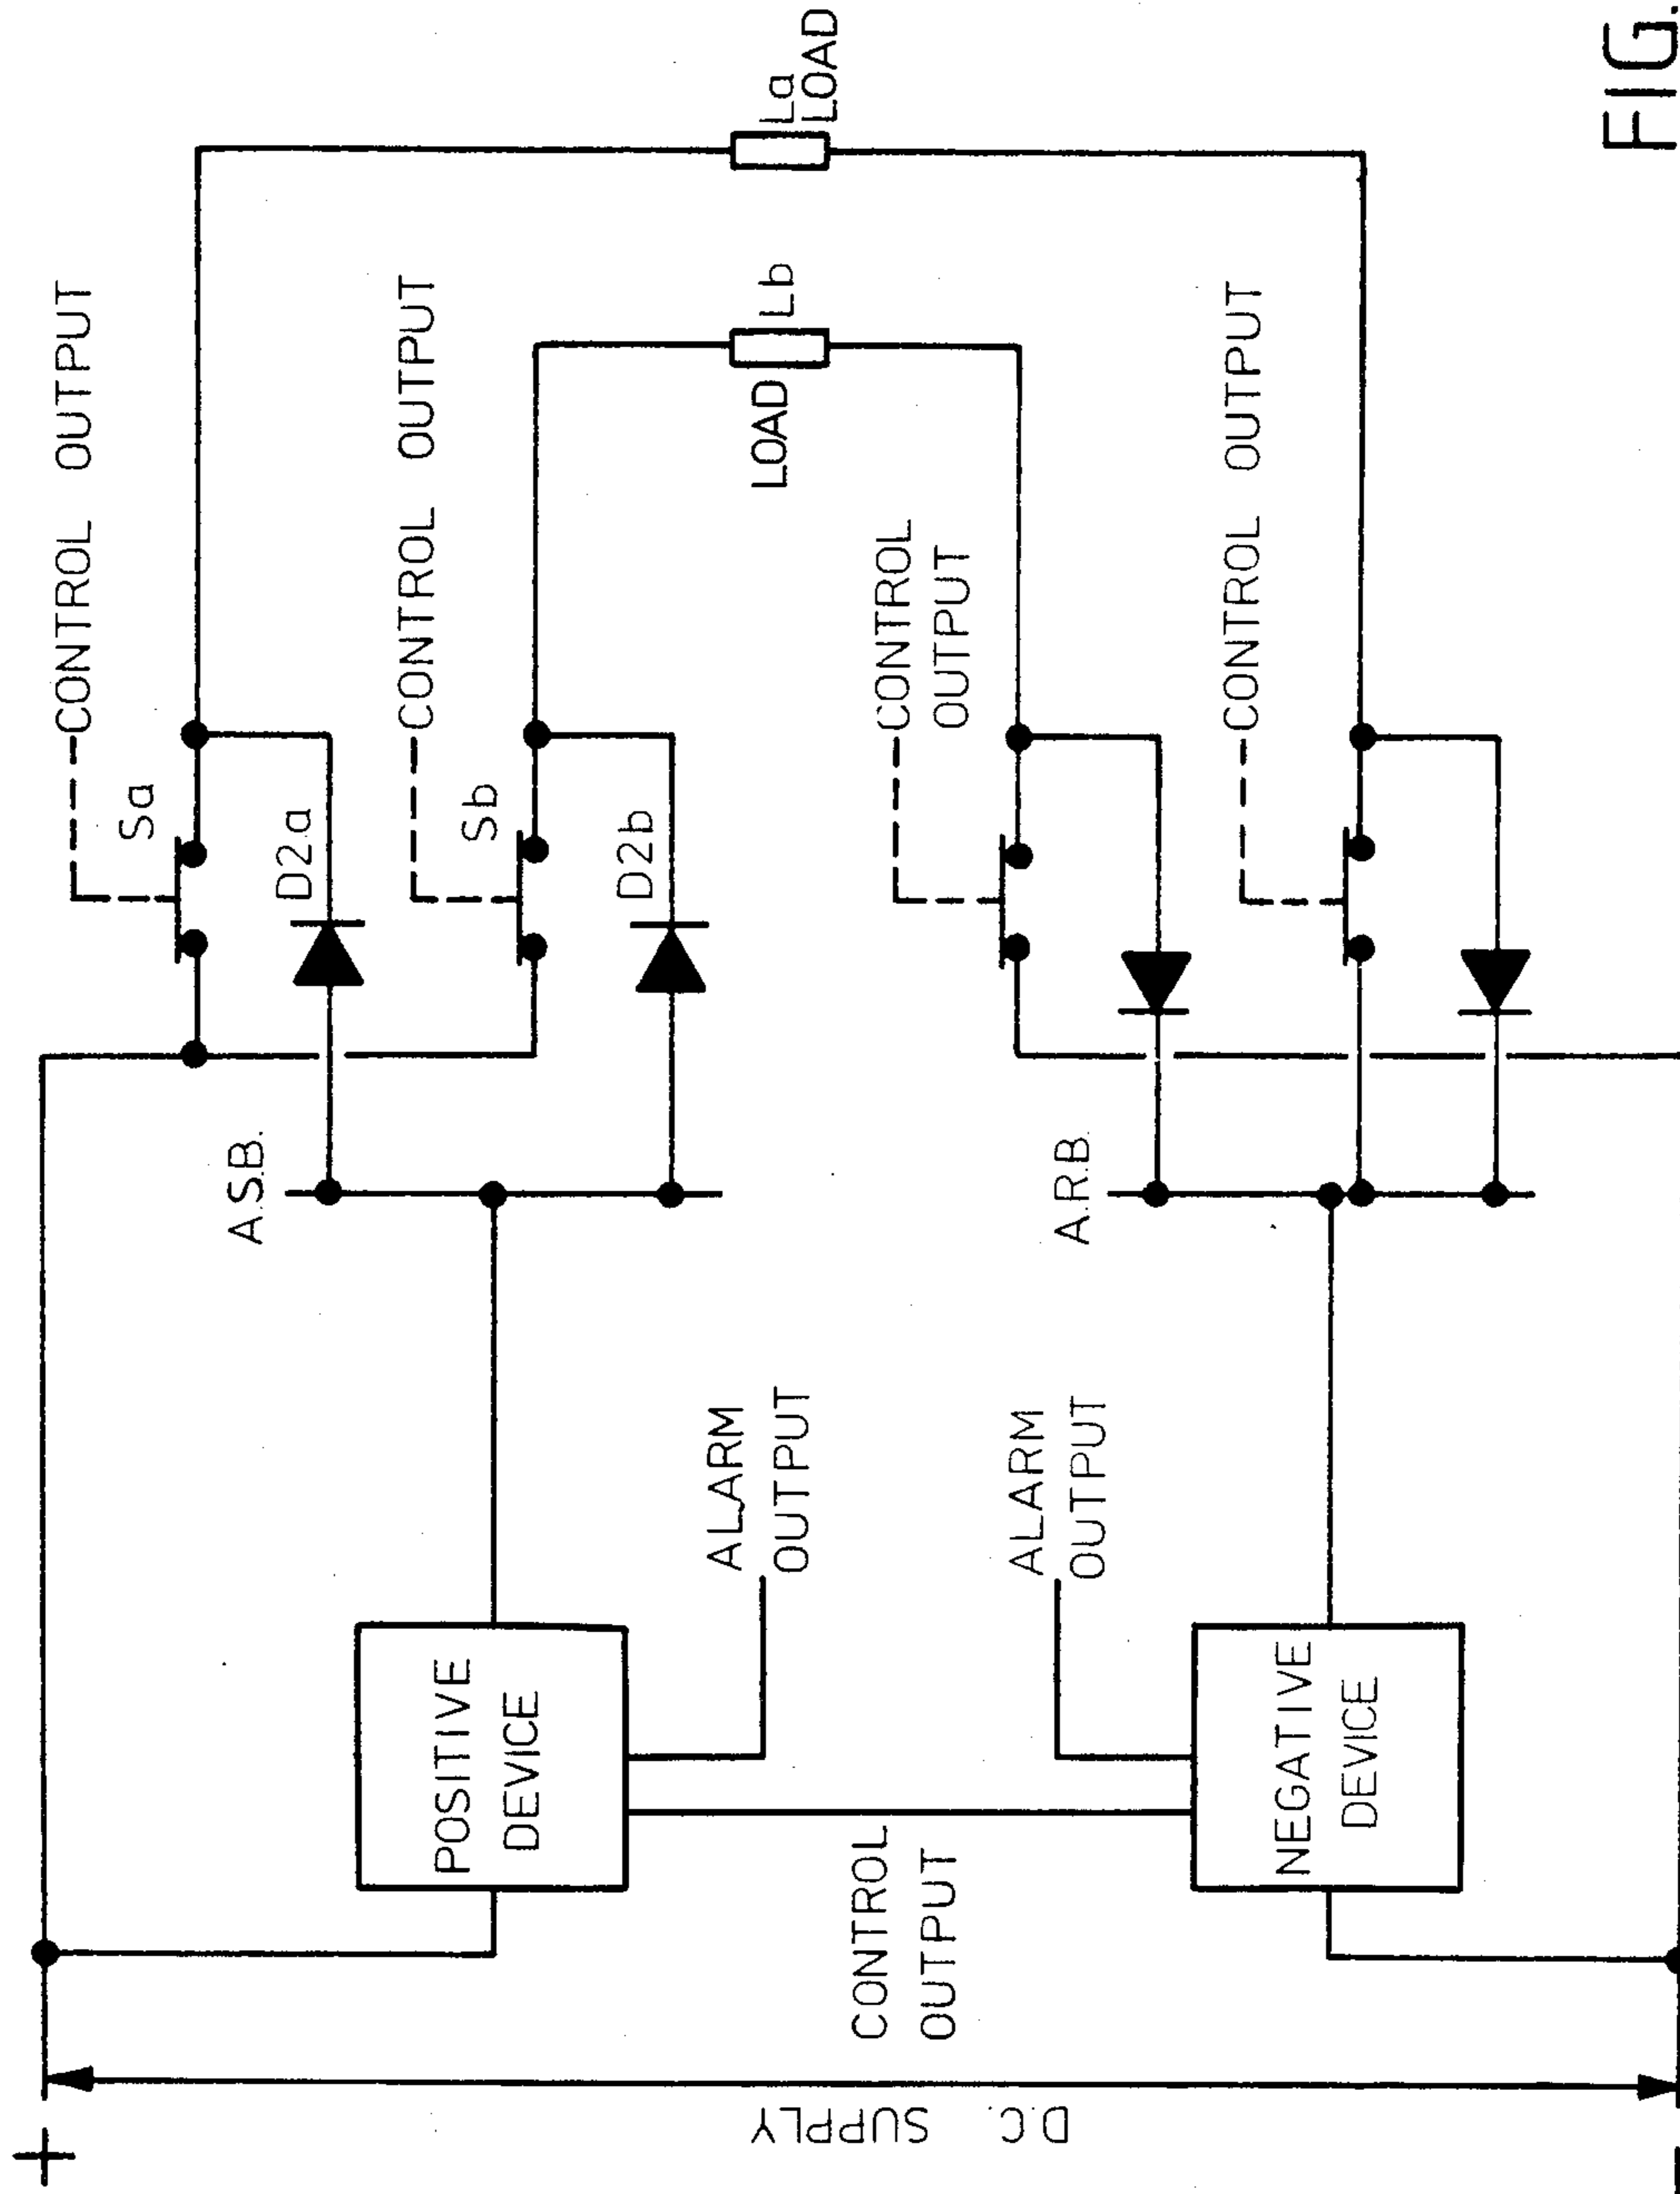 CONTROL OUTPUT
Sa
D2a
CONTROL OUTPUT
Sb
D2b
La
LOAD
Lb
LOAD
CONTROL
OUTPUT
CONTROL OUTPUT
A.S.B.
A.R.B.
ALARM
OUTPUT
ALARM
OUTPUT
POSITIVE
DEVICE
NEGATIVE
DEVICE
CONTROL
OUTPUT
D.C. SUPPLY
+
-
FIG.